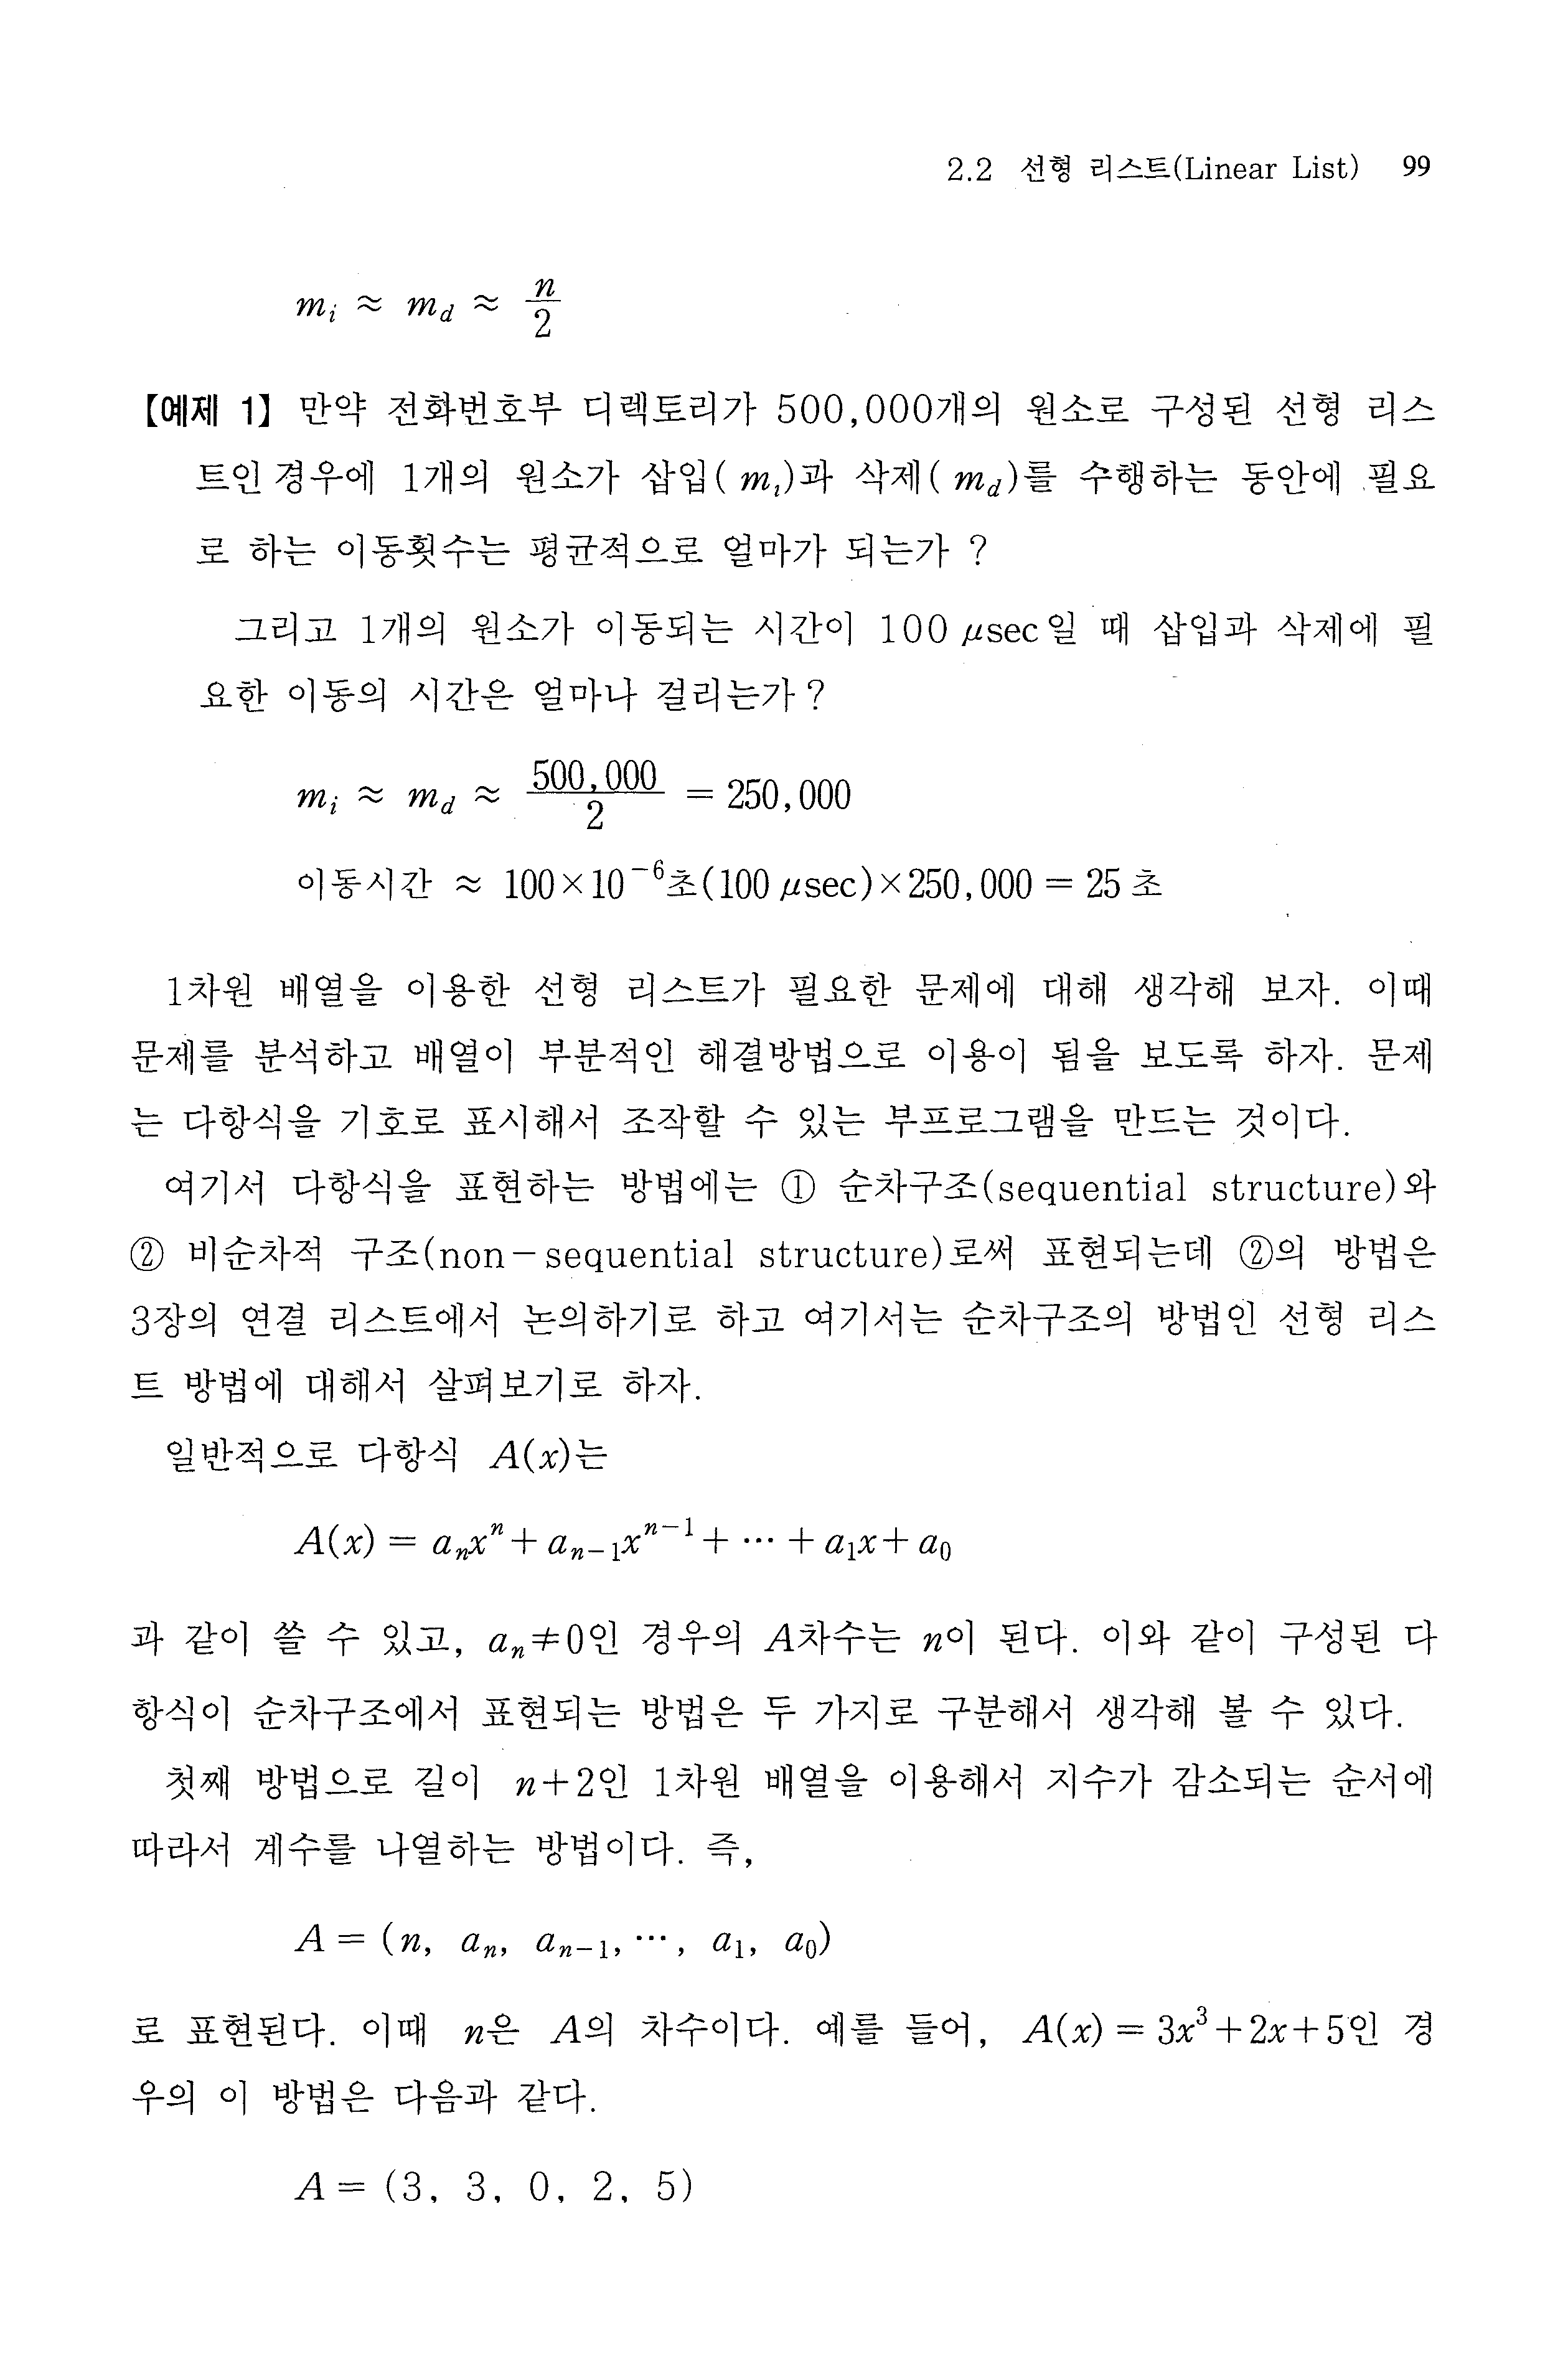 2.2 선형 리스트(Linear List) 99
m_i ≈ m_d ≈ n/2
【예제 1】 만약 전화번호부 디렉토리가 500,000개의 원소로 구성된 선형 리스
트인 경우에 1개의 원소가 삽입( m_i)과 삭제( m_d)를 수행하는 동안에 필요
로 하는 이동횟수는 평균적으로 얼마가 되는가 ?
그리고 1개의 원소가 이동되는 시간이 100 μsec일 때 삽입과 삭제에 필
요한 이동의 시간은 얼마나 걸리는가?
m_i ≈ m_d ≈ 500,000/2 = 250,000
이동시간 ≈ 100×10⁻⁶초(100 μsec)×250,000 = 25 초
1차원 배열을 이용한 선형 리스트가 필요한 문제에 대해 생각해 보자. 이때
문제를 분석하고 배열이 부분적인 해결방법으로 이용이 됨을 보도록 하자. 문제
는 다항식을 기호로 표시해서 조작할 수 있는 부프로그램을 만드는 것이다.
여기서 다항식을 표현하는 방법에는 ① 순차구조(sequential structure)와
② 비순차적 구조(non-sequential structure)로써 표현되는데 ②의 방법은
3장의 연결 리스트에서 논의하기로 하고 여기서는 순차구조의 방법인 선형 리스
트 방법에 대해서 살펴보기로 하자.
일반적으로 다항식 A(x)는
A(x) = a_n x^n + a_{n-1} x^{n-1} + ··· + a_1 x + a_0
과 같이 쓸 수 있고, a_n≠0인 경우의 A차수는 n이 된다. 이와 같이 구성된 다
항식이 순차구조에서 표현되는 방법은 두 가지로 구분해서 생각해 볼 수 있다.
첫째 방법으로 길이 n+2인 1차원 배열을 이용해서 지수가 감소되는 순서에
따라서 계수를 나열하는 방법이다. 즉,
A = (n, a_n, a_{n-1}, ···, a_1, a_0)
로 표현된다. 이때 n은 A의 차수이다. 예를 들어, A(x) = 3x³+2x+5인 경
우의 이 방법은 다음과 같다.
A = (3, 3, 0, 2, 5)